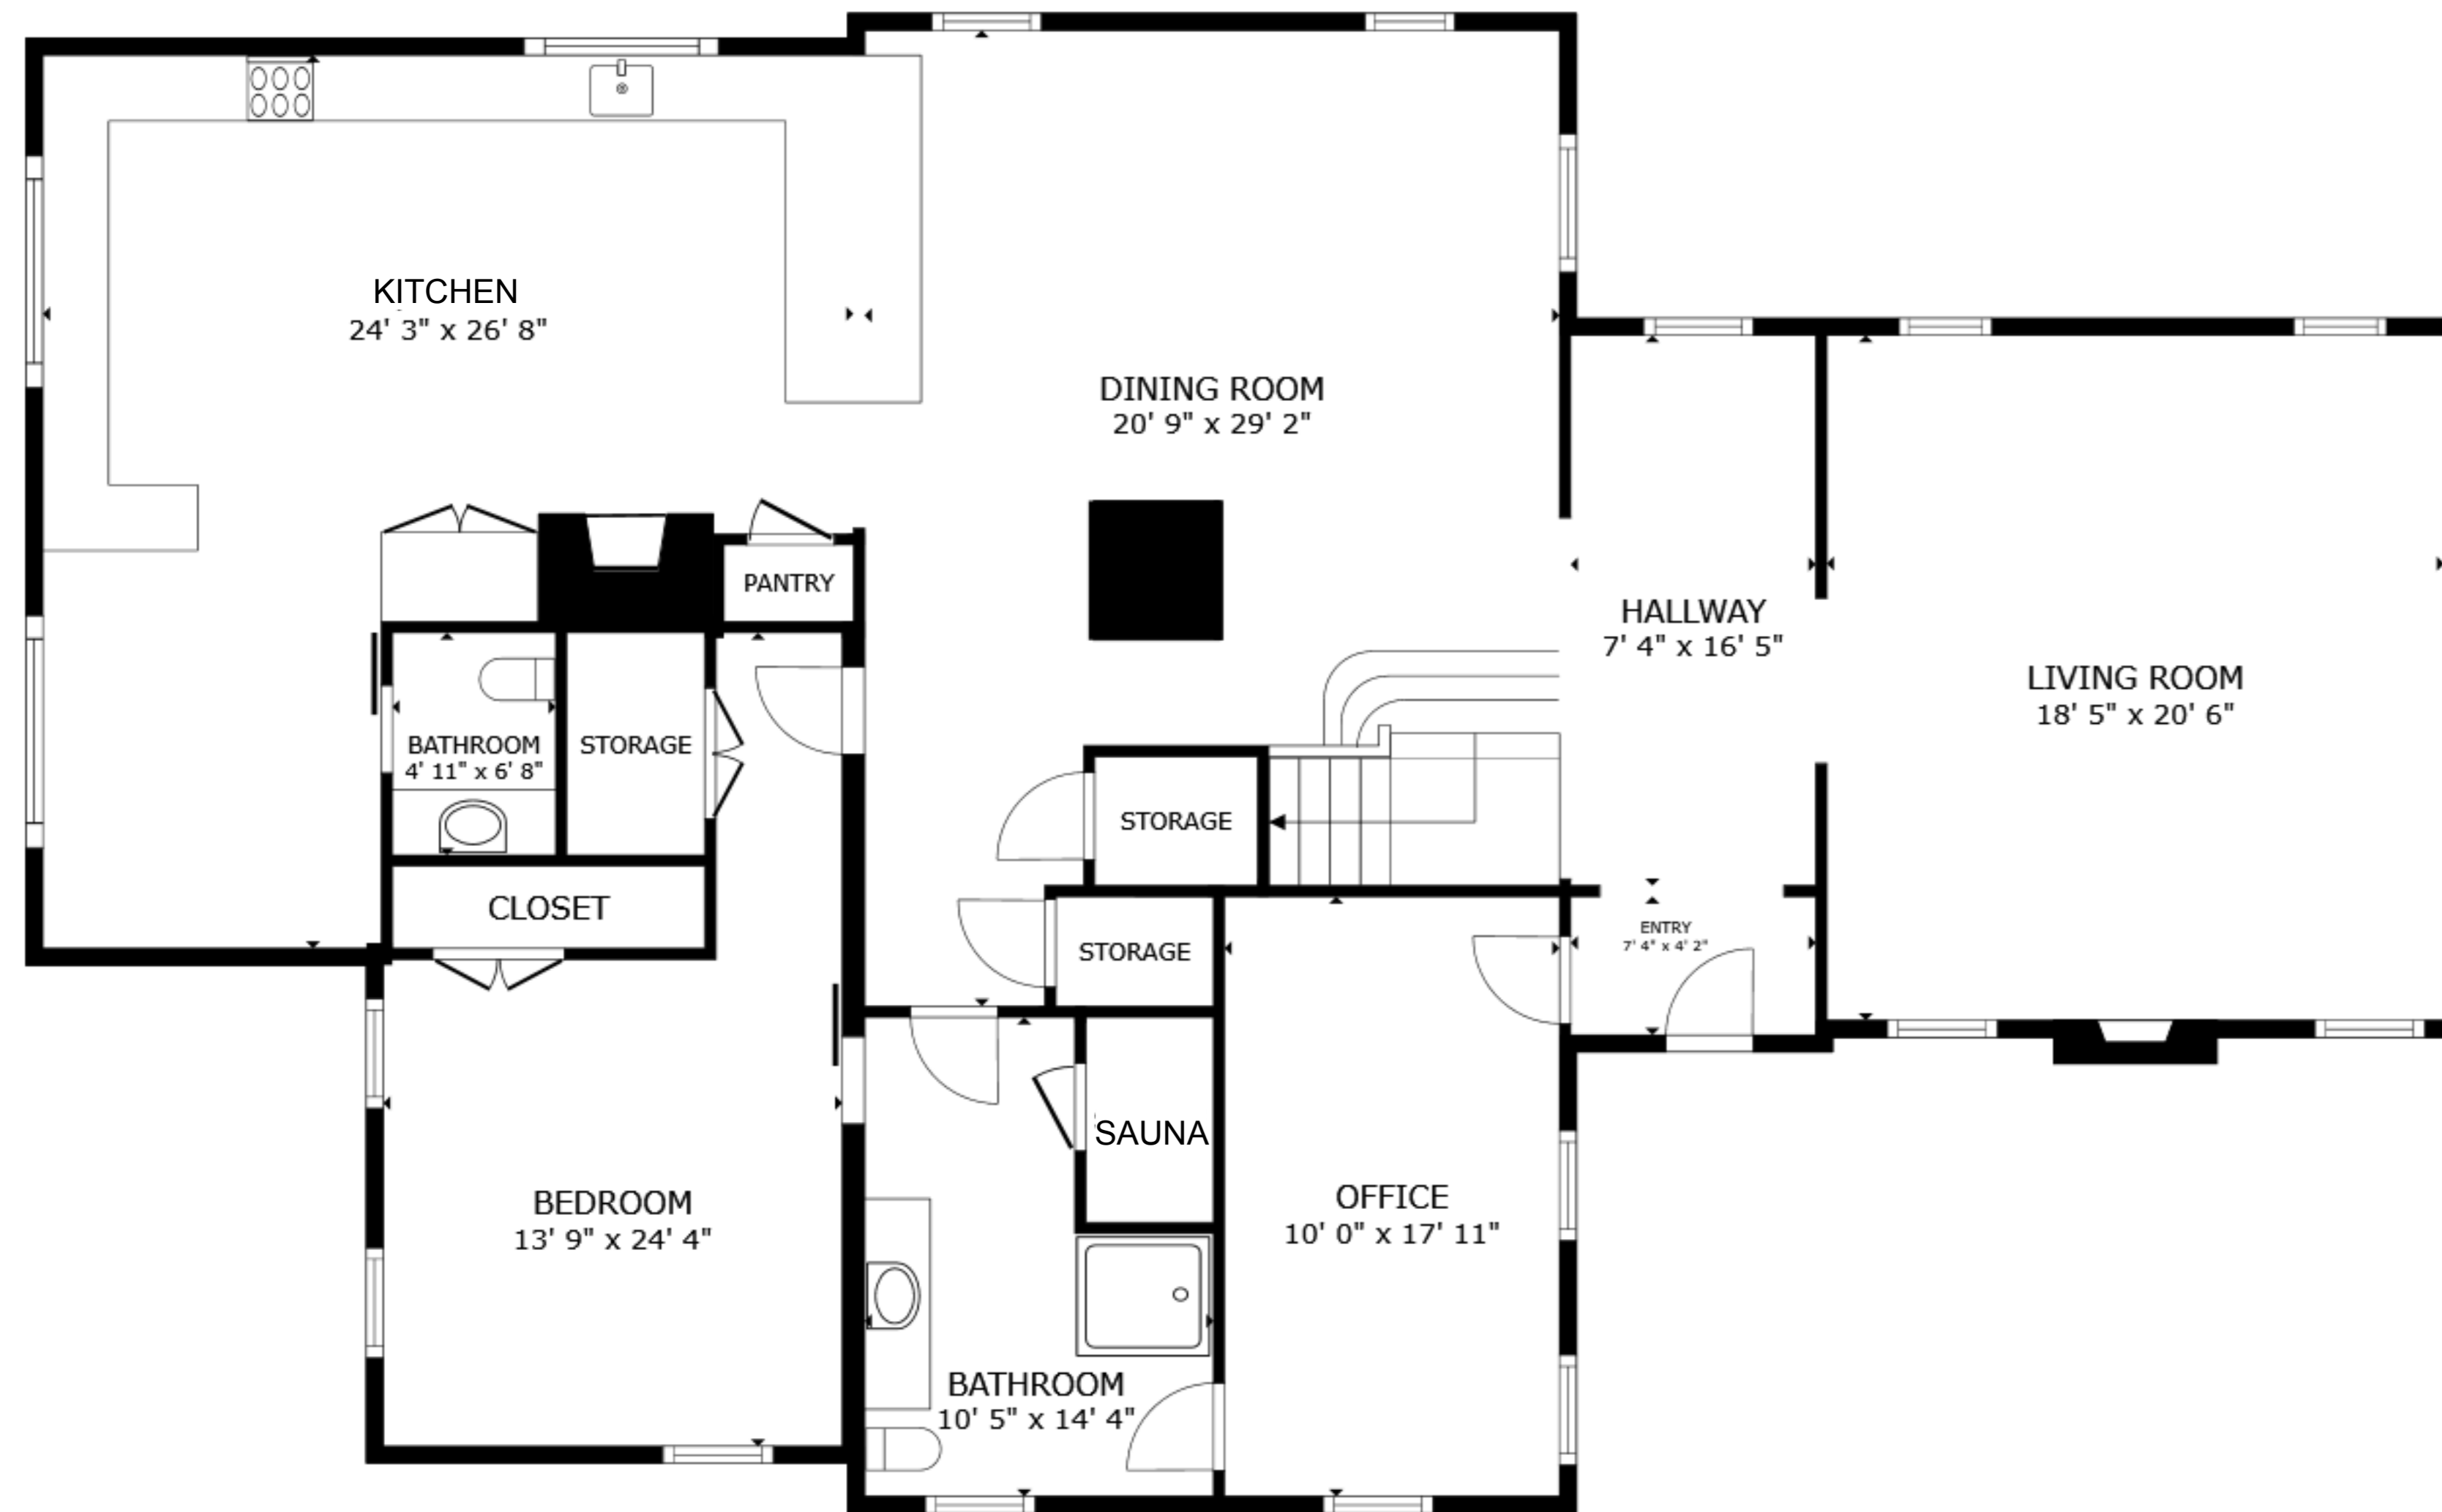 KITCHEN
24' 3" x 26' 8"
DINING ROOM
20' 9" x 29' 2"
PANTRY
HALLWAY
7' 4" x 16' 5"
LIVING ROOM
18' 5" x 20' 6"
BATHROOM
4' 11" x 6' 8"
STORAGE
STORAGE
CLOSET
STORAGE
ENTRY
7' 4" x 4' 2"
SAUNA
BEDROOM
13' 9" x 24' 4"
OFFICE
10' 0" x 17' 11"
BATHROOM
10' 5" x 14' 4"